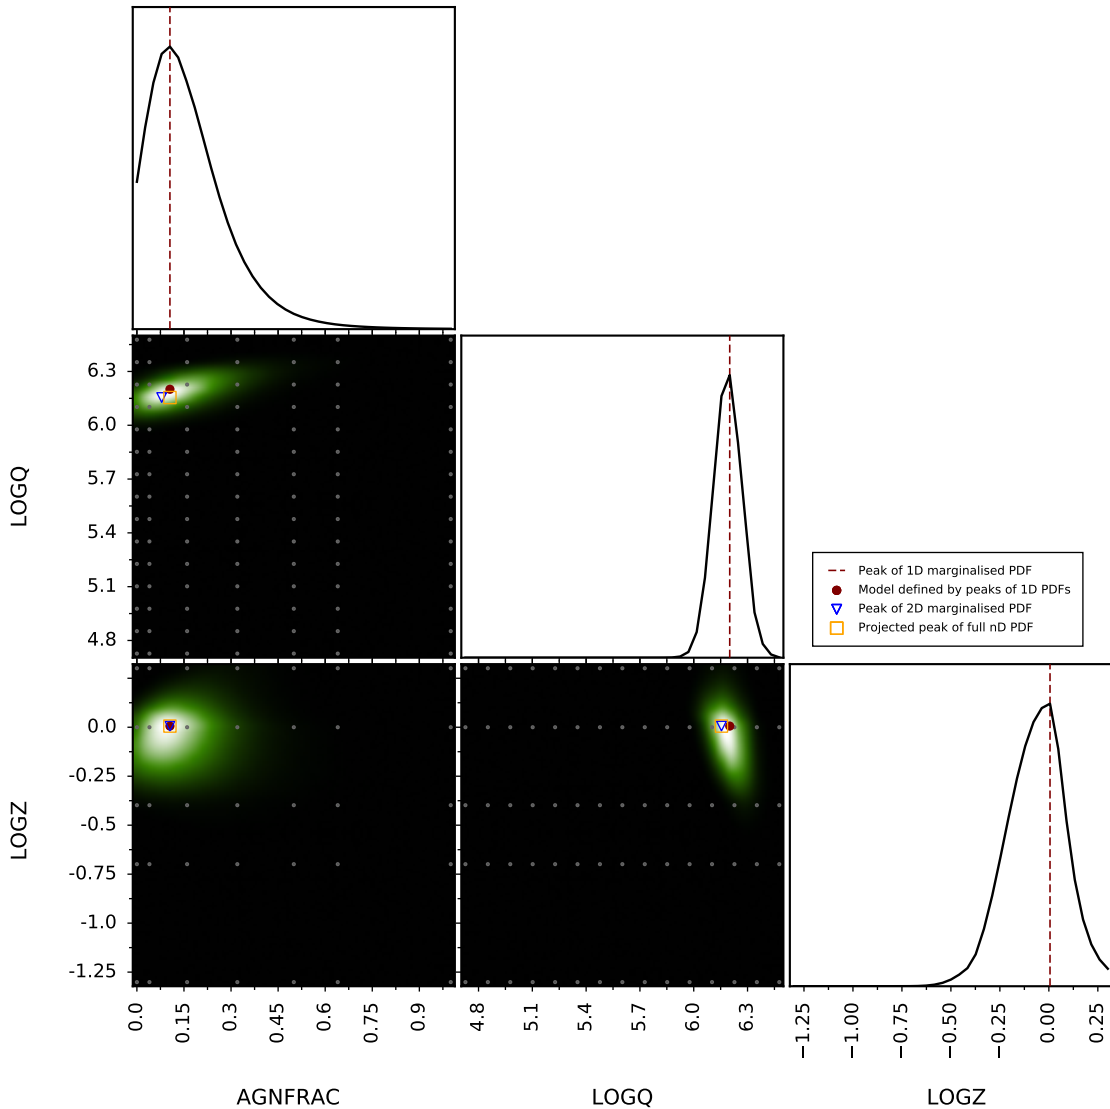 LOGQ
6.3
6.0
5.7
5.4
5.1
4.8
Peak of 1D marginalised PDF
Model defined by peaks of 1D PDFs
Peak of 2D marginalised PDF
Projected peak of full nD PDF
LOGZ
0.0
-0.25
-0.5
-0.75
-1.0
-1.25
0.0 0.15 0.3 0.45 0.6 0.75 0.9
4.8 5.1 5.4 5.7 6.0 6.3
−1.25 −1.00 −0.75 −0.50 −0.25 0.00 0.25
AGNFRAC LOGQ LOGZ